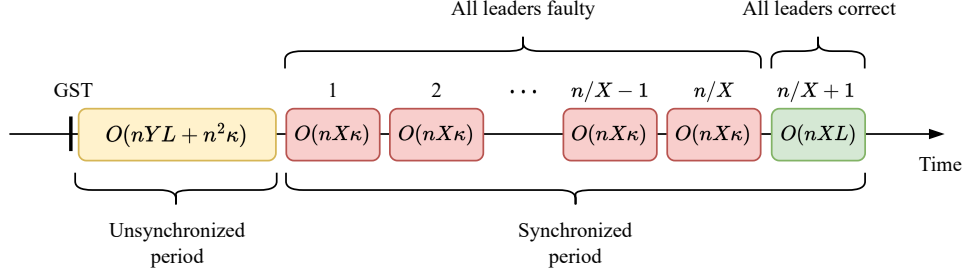 All leaders faulty
All leaders correct
GST
1
2
⋯
n/X − 1
n/X
n/X + 1
O(nYL + n²κ)
O(nXκ)
O(nXκ)
O(nXκ)
O(nXκ)
O(nXL)
Time
Unsynchronized
period
Synchronized
period